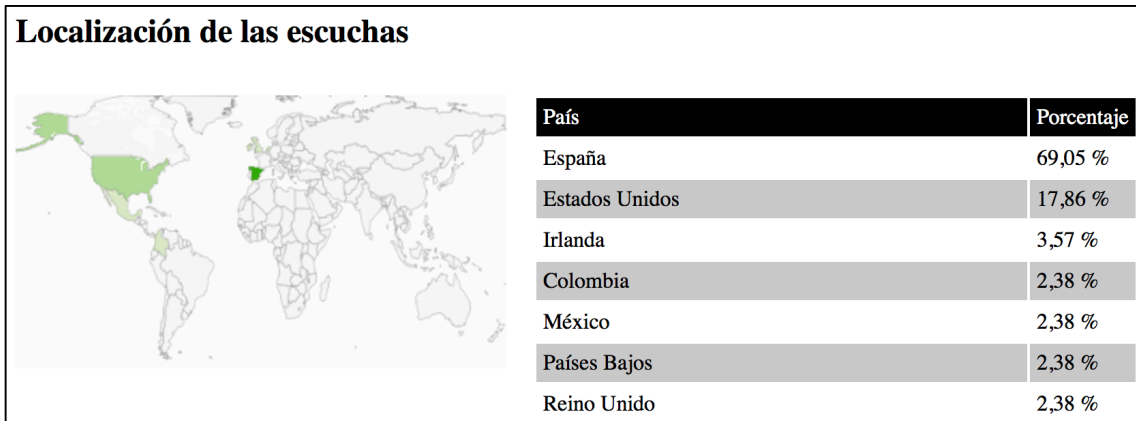 Localización de las escuchas
País Porcentaje
España 69,05 %
Estados Unidos 17,86 %
Irlanda 3,57 %
Colombia 2,38 %
México 2,38 %
Países Bajos 2,38 %
Reino Unido 2,38 %